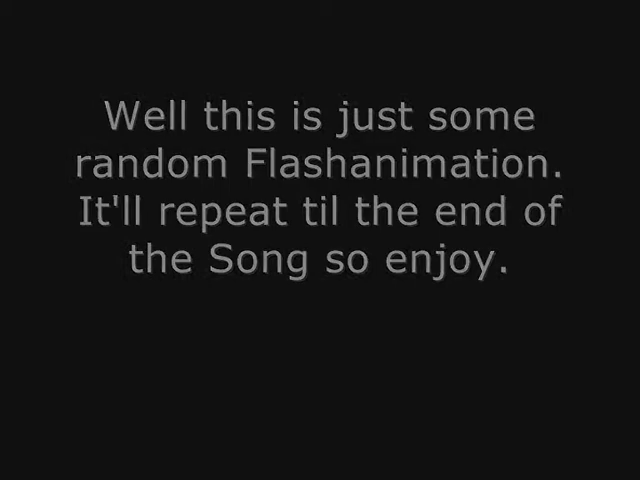 Well this is just some
random Flashanimation.
It'll repeat til the end of
the Song so enjoy.